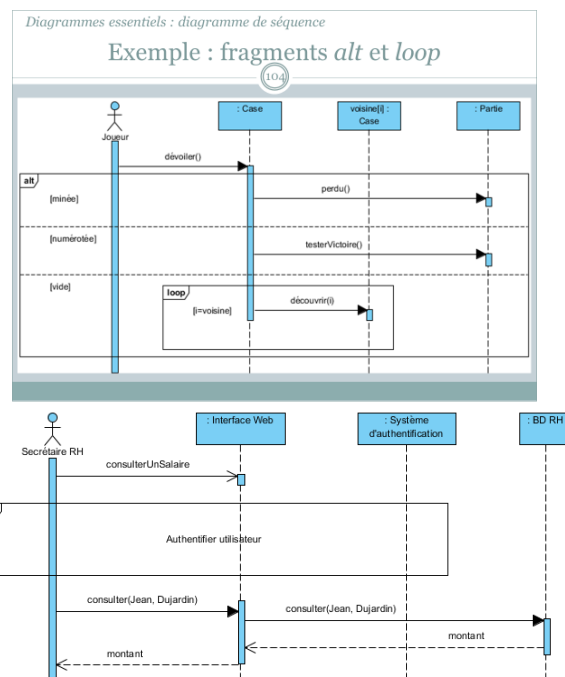 Diagrammes essentiels : diagramme de séquence
Exemple : fragments alt et loop
104
Joueur
: Case
voisine[i] :
Case
: Partie
dévoiler()
alt
[minée]
perdu()
[numérotée]
testerVictoire()
[vide]
loop
[i=voisine]
découvrir(i)
Secrétaire RH
: Interface Web
: Système
d'authentification
: BD RH
consulterUnSalaire
Authentifier utilisateur
consulter(Jean, Dujardin)
consulter(Jean, Dujardin)
montant
montant